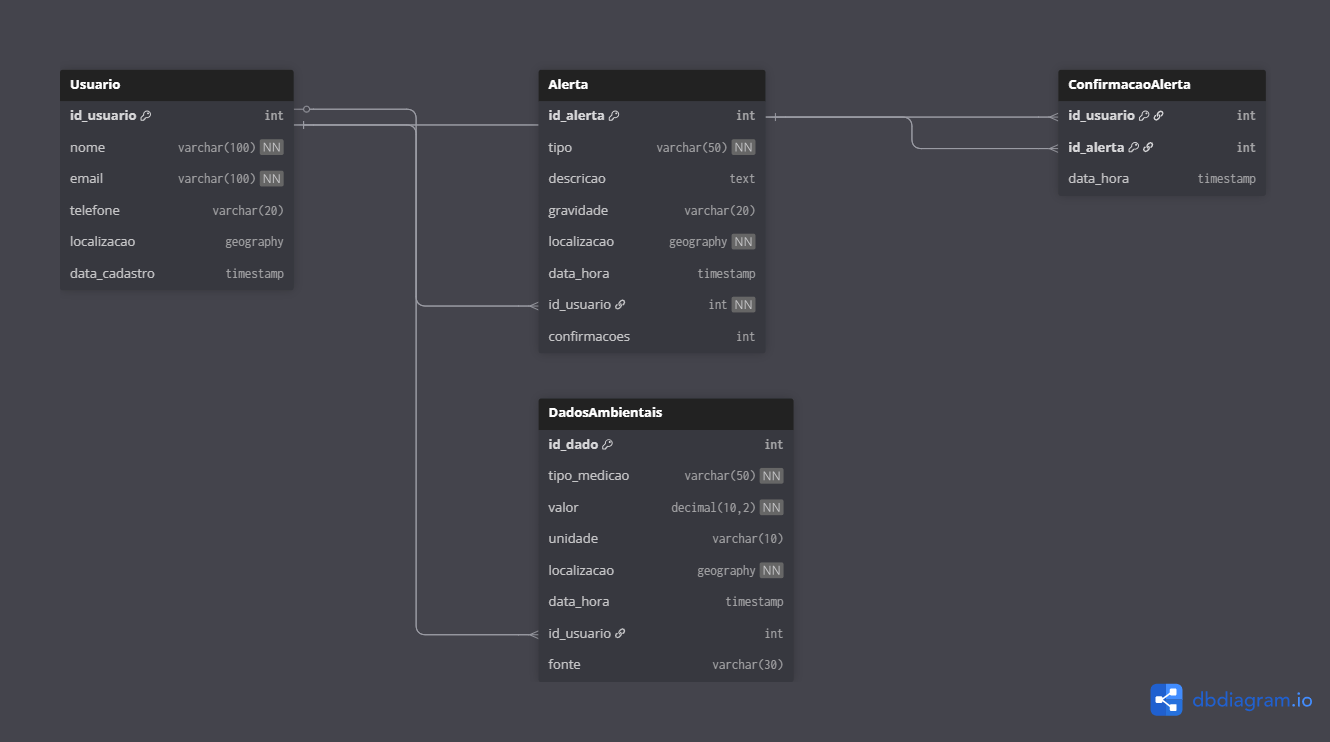 Usuario
id_usuario int
nome varchar(100) NN
email varchar(100) NN
telefone varchar(20)
localizacao geography
data_cadastro timestamp
Alerta
id_alerta int
tipo varchar(50) NN
descricao text
gravidade varchar(20)
localizacao geography NN
data_hora timestamp
id_usuario int NN
confirmacoes int
ConfirmacaoAlerta
id_usuario int
id_alerta int
data_hora timestamp
DadosAmbientais
id_dado int
tipo_medicao varchar(50) NN
valor decimal(10,2) NN
unidade varchar(10)
localizacao geography NN
data_hora timestamp
id_usuario int
fonte varchar(30)
dbdiagram.io